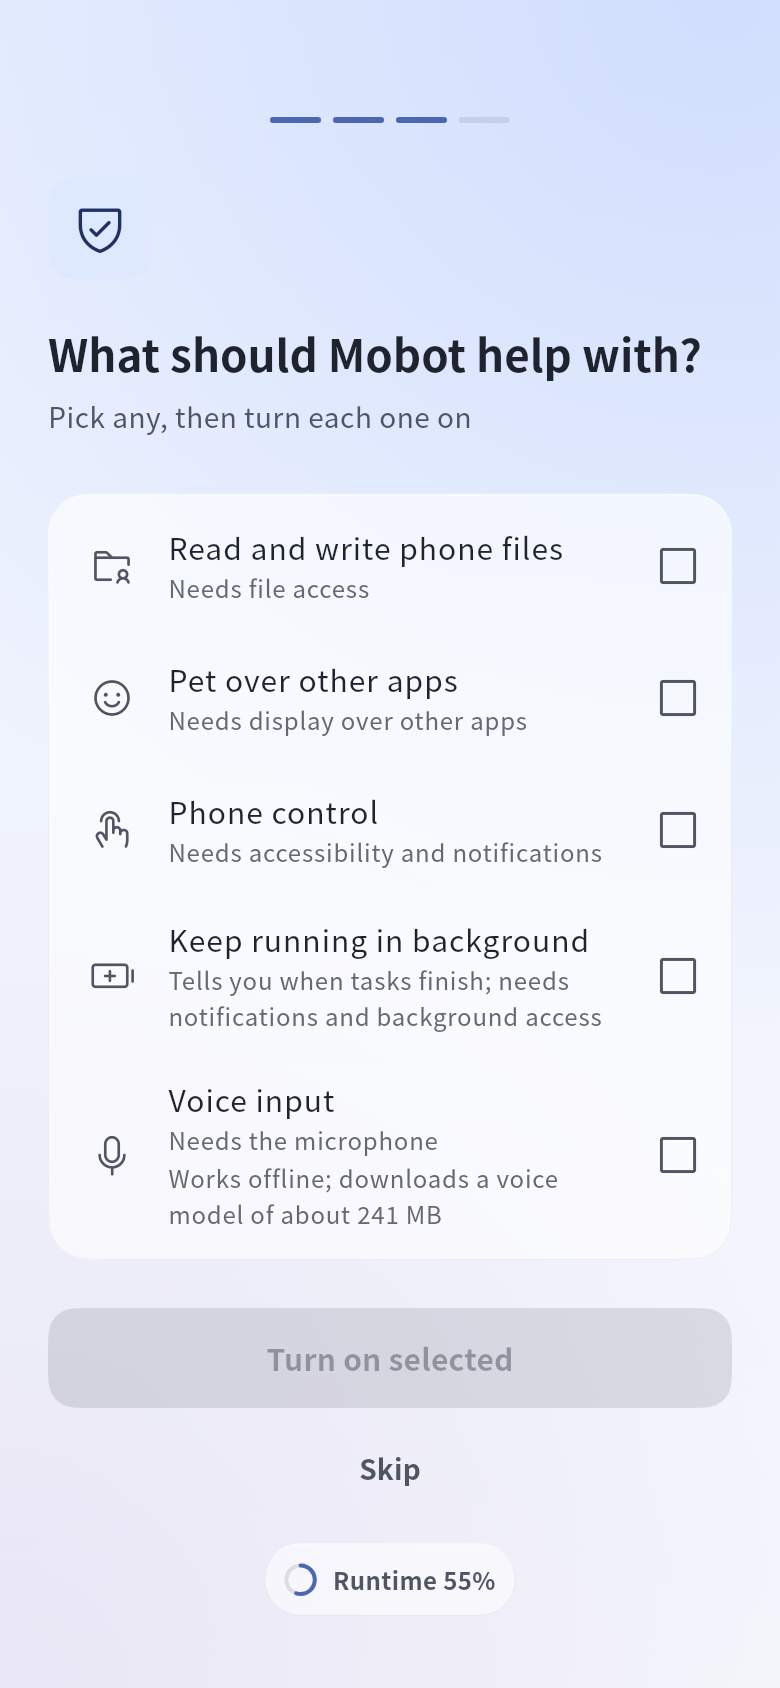 What should Mobot help with?
Pick any, then turn each one on
Read and write phone files
Needs file access
Pet over other apps
Needs display over other apps
Phone control
Needs accessibility and notifications
Keep running in background
Tells you when tasks finish; needs
notifications and background access
Voice input
Needs the microphone
Works offline; downloads a voice
model of about 241 MB
Turn on selected
Skip
Runtime 55%